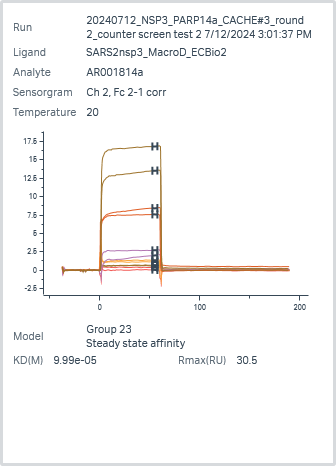 Run 20240712_NSP3_PARP14a_CACHE#3_round
2_counter screen test 2 7/12/2024 3:01:37 PM
Ligand SARS2nsp3_MacroD_ECBio2
Analyte AR001814a
Sensorgram Ch 2, Fc 2-1 corr
Temperature 20
17.5
15
12.5
10
7.5
5
2.5
0
-2.5
0 100 200
Model Group 23
Steady state affinity
KD(M) 9.99e-05 Rmax(RU) 30.5